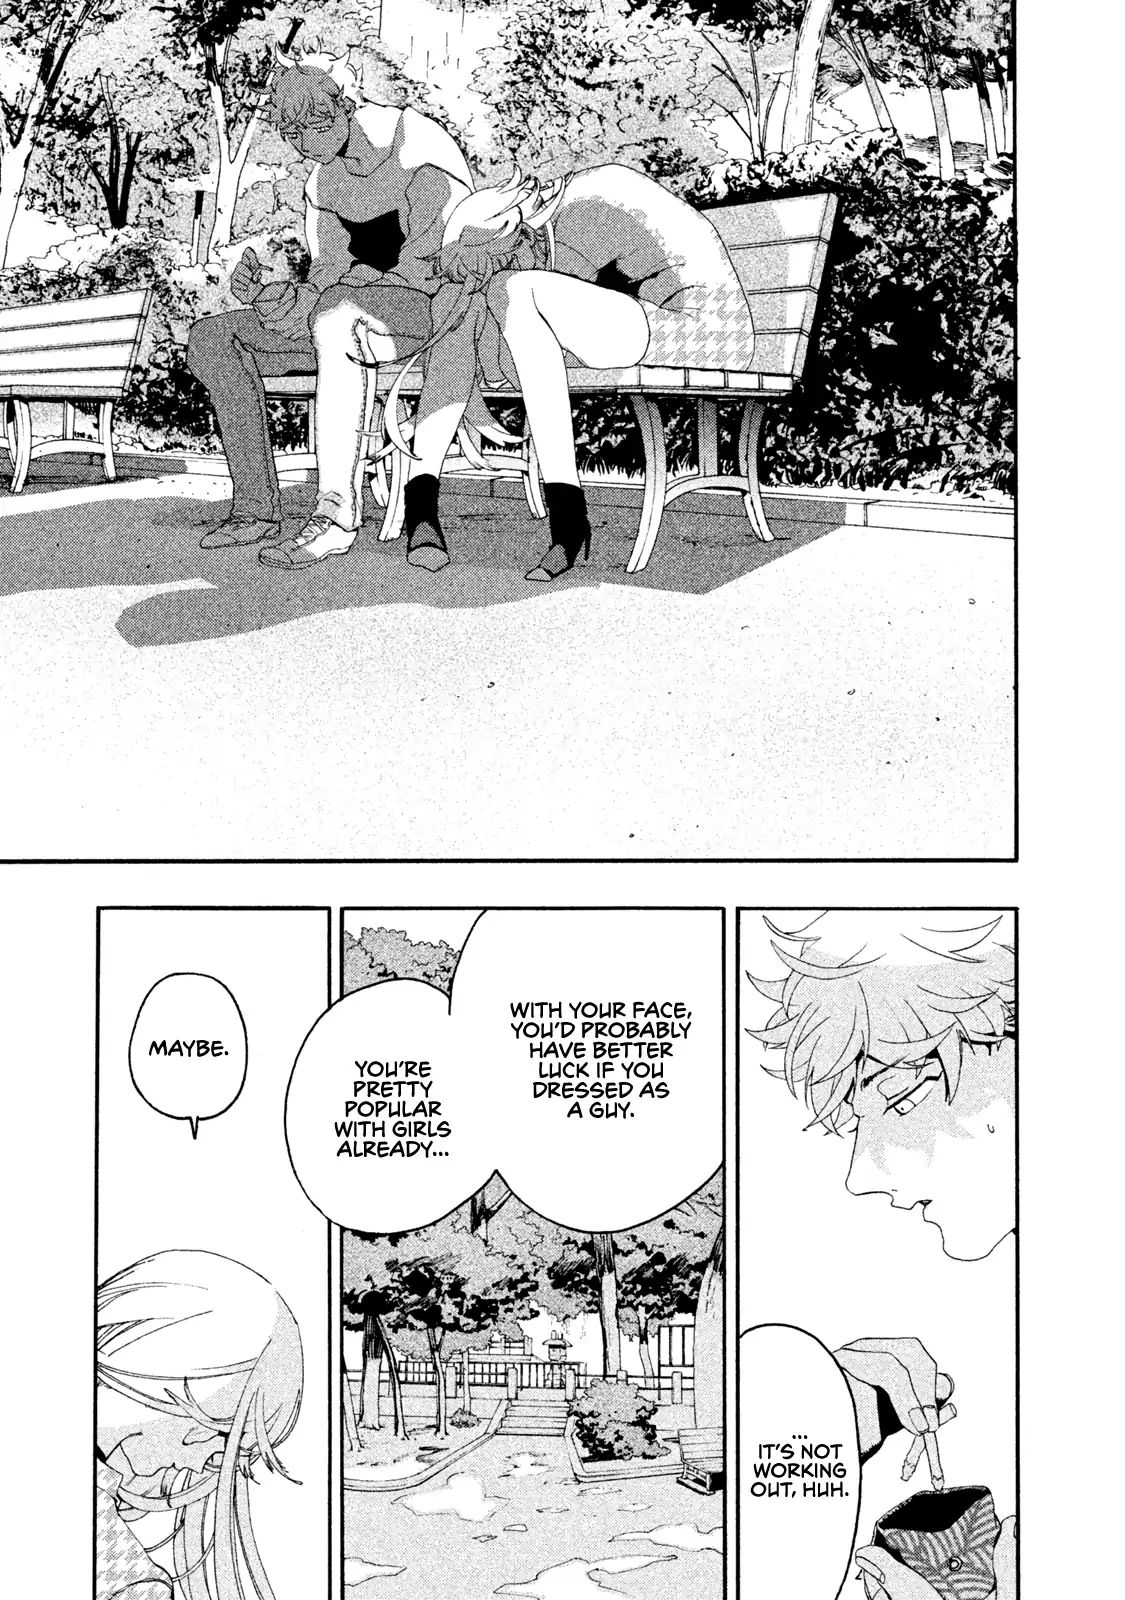 ...
IT'S NOT
WORKING
OUT, HUH.
WITH YOUR FACE,
YOU'D PROBABLY
HAVE BETTER
LUCK IF YOU
DRESSED AS
A GUY.
YOU'RE
PRETTY
POPULAR
WITH GIRLS
ALREADY...
MAYBE.